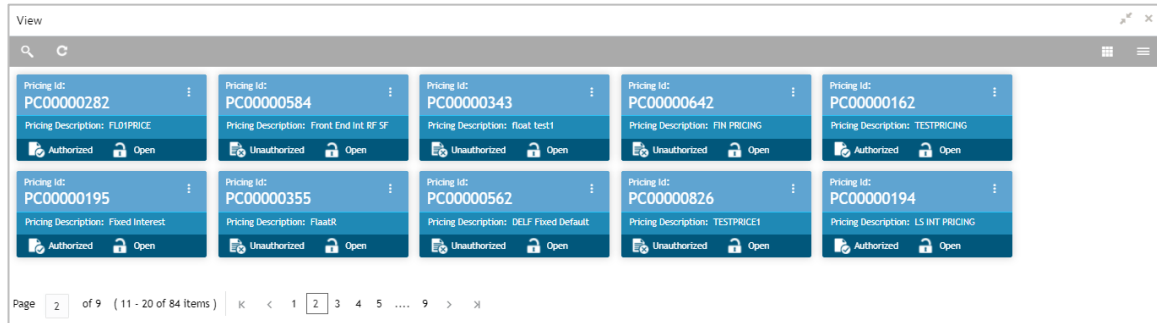 View
Pricing Id:
PC00000282
Pricing Description: FL01PRICE
Authorized Open
Pricing Id:
PC00000584
Pricing Description: Front End Int RF SF
Unauthorized Open
Pricing Id:
PC00000343
Pricing Description: float test1
Unauthorized Open
Pricing Id:
PC00000642
Pricing Description: FIN PRICING
Unauthorized Open
Pricing Id:
PC00000162
Pricing Description: TESTPRICING
Authorized Open
Pricing Id:
PC00000195
Pricing Description: Fixed Interest
Authorized Open
Pricing Id:
PC00000355
Pricing Description: FlaatR
Unauthorized Open
Pricing Id:
PC00000562
Pricing Description: DELF Fixed Default
Unauthorized Open
Pricing Id:
PC00000826
Pricing Description: TESTPRICE1
Unauthorized Open
Pricing Id:
PC00000194
Pricing Description: LS INT PRICING
Authorized Open
Page 2 of 9 ( 11 - 20 of 84 items ) 1 2 3 4 5 .... 9